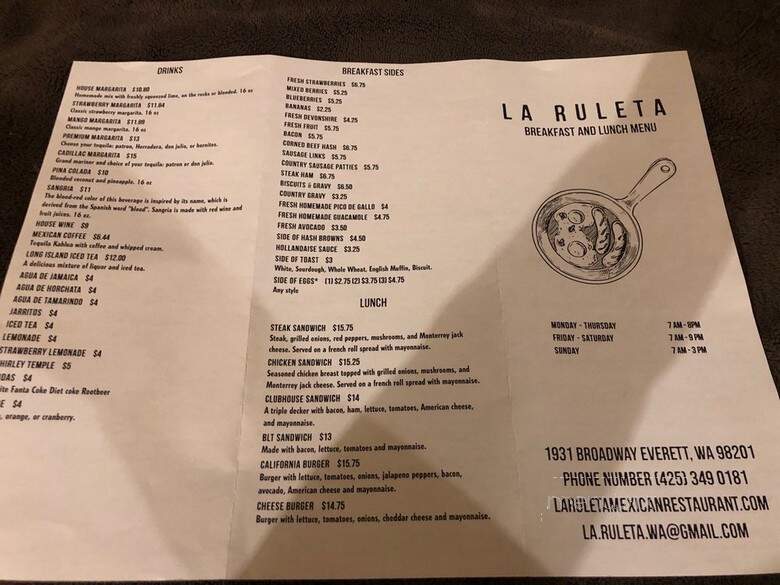 DRINKS
HOUSE MARGARITA $10.80
Homemade mix with freshly squeezed lime, on the rocks or blended. 16 oz
STRAWBERRY MARGARITA $11.64
Classic strawberry margarita. 16 oz
MANGO MARGARITA $11.89
Classic mango margarita. 16 oz
PREMIUM MARGARITA $13
Choose your tequila: patron, Herradura, don julio, or hornitos.
CADILLAC MARGARITA $15
Grand marinor and choice of your tequila: patron or don julio.
PINA COLADA $10
Blended coconut and pineapple. 16 oz
SANGRIA $11
The blood-red color of this beverage is inspired by its name, which is
derived from the Spanish word "blood". Sangria is made with red wine and
fruit juices. 16 oz.
HOUSE WINE $9
MEXICAN COFFEE $8.44
Tequila Kahlua with coffee and whipped cream.
LONG ISLAND ICED TEA $12.00
A delicious mixture of liquor and iced tea.
AGUA DE JAMAICA $4
AGUA DE HORCHATA $4
AGUA DE TAMARINDO $4
JARRITOS $4
ICED TEA $4
LEMONADE $4
STRAWBERRY LEMONADE $4
HIRLEY TEMPLE $5
DAS $4
ite Fanta Coke Diet coke Rootbeer
E $4
, orange, or cranberry.
BREAKFAST SIDES
FRESH STRAWBERRIES $6.75
MIXED BERRIES $5.25
BLUEBERRIES $5.25
BANANAS $2.25
FRESH DEVONSHIRE $4.25
FRESH FRUIT $5.75
BACON $5.75
CORNED BEEF HASH $6.75
SAUSAGE LINKS $5.75
COUNTRY SAUSAGE PATTIES $5.75
STEAK HAM $6.75
BISCUITS & GRAVY $6.50
COUNTRY GRAVY $3.25
FRESH HOMEMADE PICO DE GALLO $4
FRESH HOMEMADE GUACAMOLE $4.75
FRESH AVOCADO $3.50
SIDE OF HASH BROWNS $4.50
HOLLANDAISE SAUCE $3.25
SIDE OF TOAST $3
White, Sourdough, Whole Wheat, English Muffin, Biscuit.
SIDE OF EGGS* (1) $2.75 (2) $3.75 (3) $4.75
Any style
LUNCH
STEAK SANDWICH $15.75
Steak, grilled onions, red peppers, mushrooms, and Monterrey jack
cheese. Served on a french roll spread with mayonnaise.
CHICKEN SANDWICH $15.25
Seasoned chicken breast topped with grilled onions, mushrooms, and
Monterrey jack cheese. Served on a french roll spread with mayonnaise.
CLUBHOUSE SANDWICH $14
A triple decker with bacon, ham, lettuce, tomatoes, American cheese,
and mayonnaise.
BLT SANDWICH $13
Made with bacon, lettuce, tomatoes and mayonnaise.
CALIFORNIA BURGER $15.75
Burger with lettuce, tomatoes, onions, jalapeno peppers, bacon,
avocado, American cheese and mayonnaise.
CHEESE BURGER $14.75
Burger with lettuce, tomatoes, onions, cheddar cheese and mayonnaise.
LA RULETA
BREAKFAST AND LUNCH MENU
MONDAY - THURSDAY 7 AM - 8PM
FRIDAY - SATURDAY 7 AM - 9 PM
SUNDAY 7 AM - 3 PM
1931 BROADWAY EVERETT, WA 98201
PHONE NUMBER (425) 349 0181
LARULETAMEXICANRESTAURANT.COM
LA.RULETA.WA@GMAIL.COM